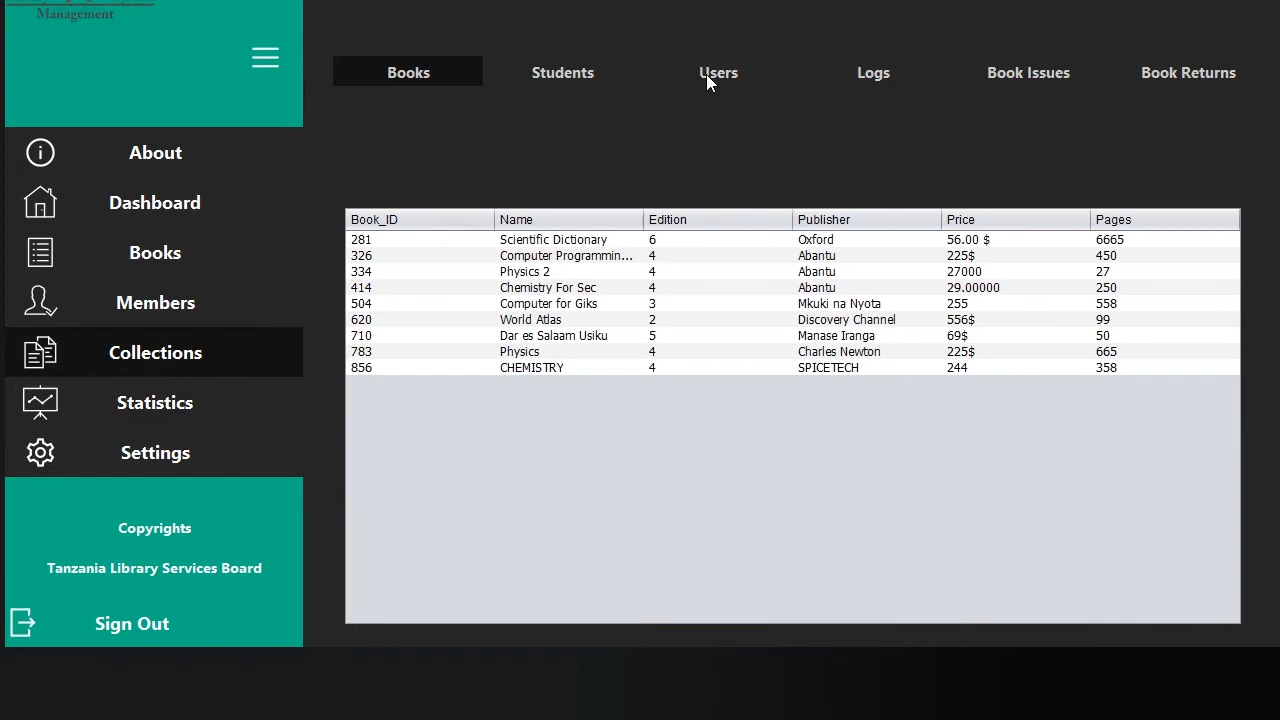 Management
Books Students Users Logs Book Issues Book Returns
About
Dashboard
Books
Members
Collections
Statistics
Settings
Copyrights
Tanzania Library Services Board
Sign Out
Book_ID Name Edition Publisher Price Pages
281 Scientific Dictionary 6 Oxford 56.00 $ 6665
326 Computer Programmin... 4 Abantu 225$ 450
334 Physics 2 4 Abantu 27000 27
414 Chemistry For Sec 4 Abantu 29.00000 250
504 Computer for Giks 3 Mkuki na Nyota 255 558
620 World Atlas 2 Discovery Channel 556$ 99
710 Dar es Salaam Usiku 5 Manase Iranga 69$ 50
783 Physics 4 Charles Newton 225$ 665
856 CHEMISTRY 4 SPICETECH 244 358